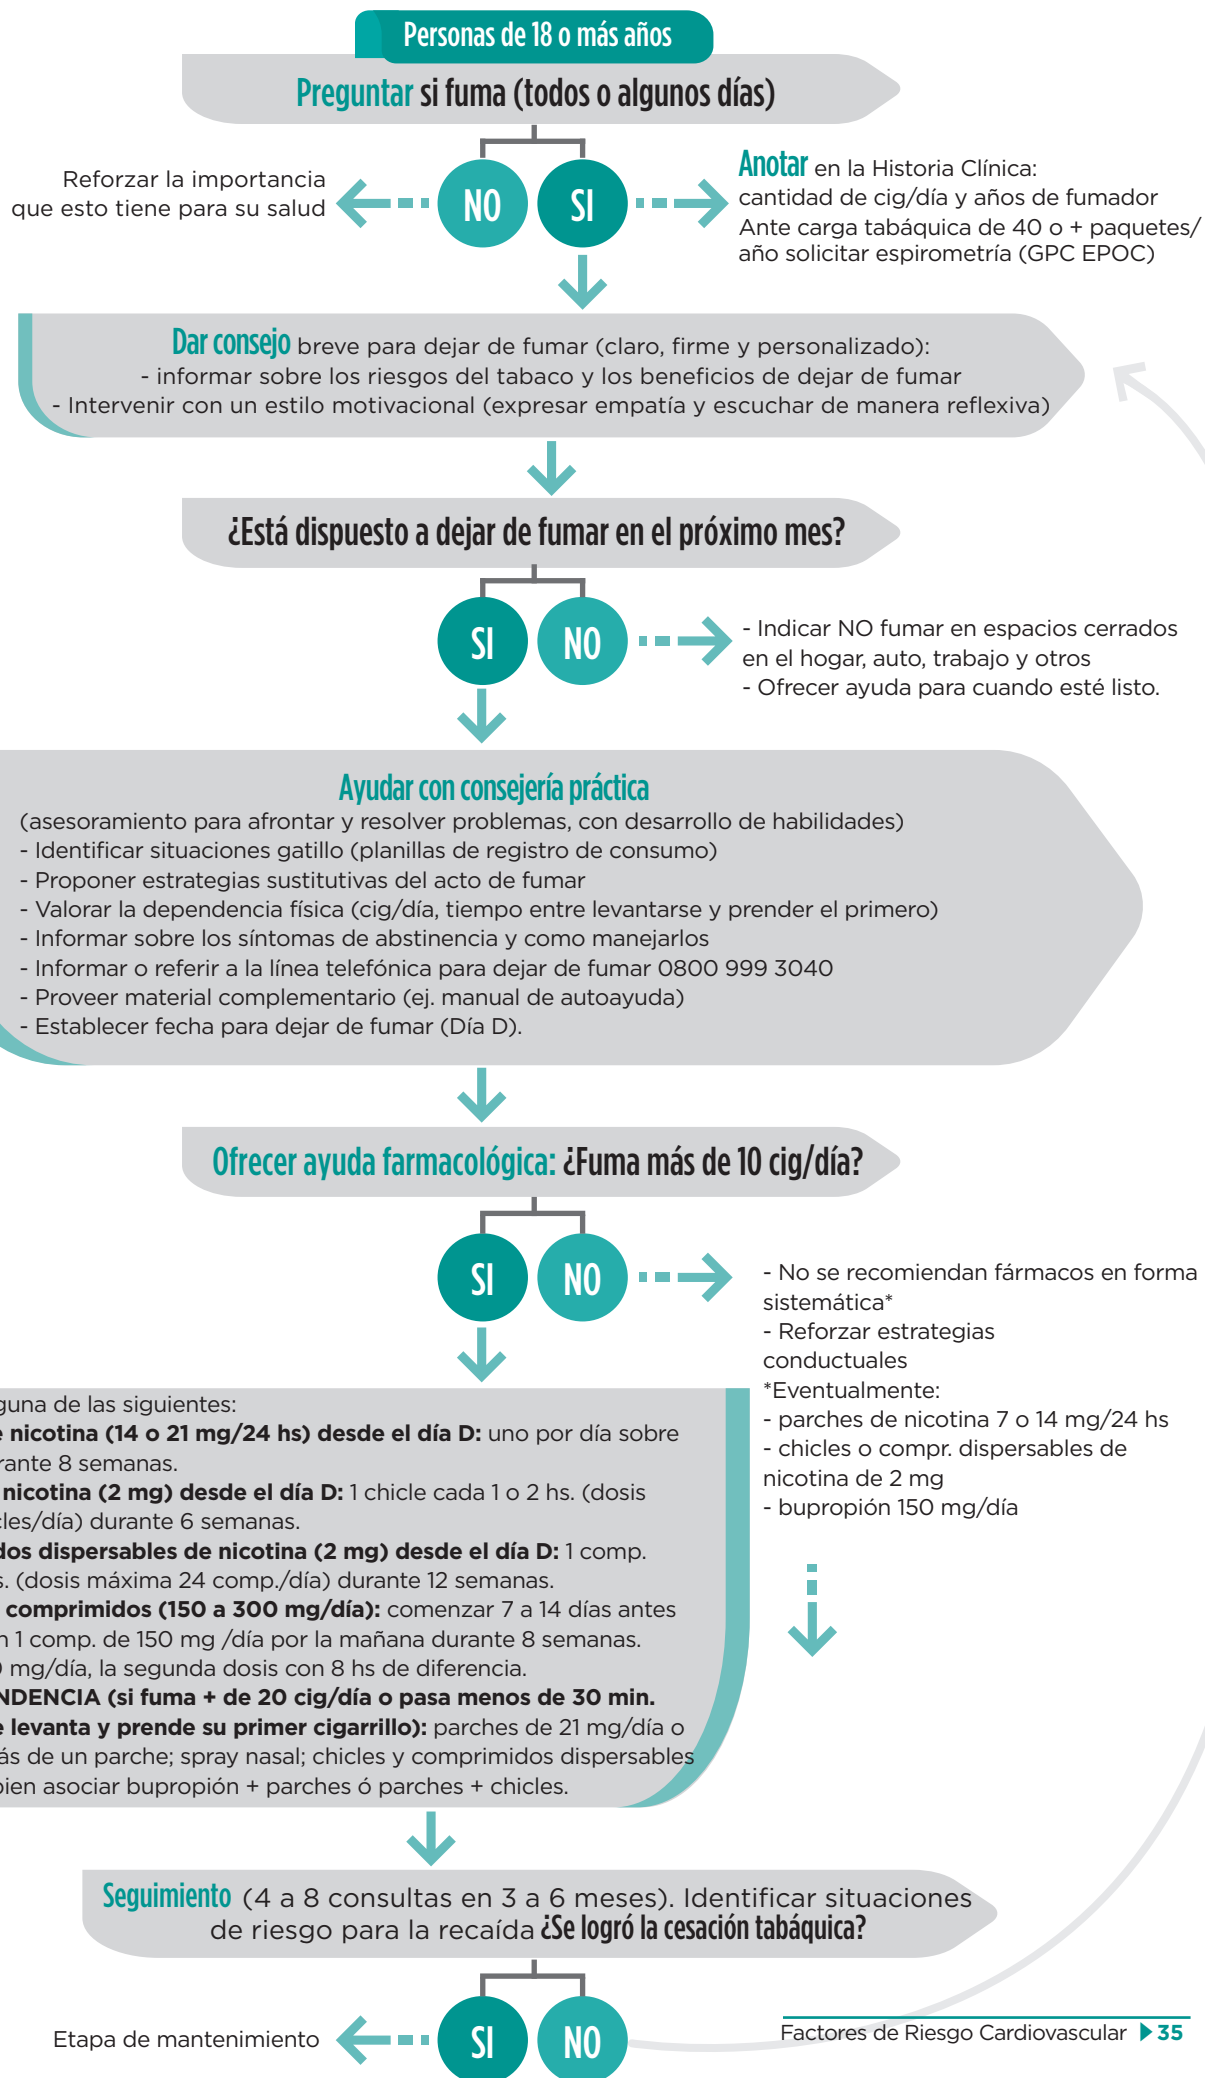 Personas de 18 o más años
Preguntar si fuma (todos o algunos días)
NO
SI
Reforzar la importancia
que esto tiene para su salud
Anotar en la Historia Clínica:
cantidad de cig/día y años de fumador
Ante carga tabáquica de 40 o + paquetes/
año solicitar espirometría (GPC EPOC)
Dar consejo breve para dejar de fumar (claro, firme y personalizado):
- informar sobre los riesgos del tabaco y los beneficios de dejar de fumar
- Intervenir con un estilo motivacional (expresar empatía y escuchar de manera reflexiva)
¿Está dispuesto a dejar de fumar en el próximo mes?
SI
NO
- Indicar NO fumar en espacios cerrados
en el hogar, auto, trabajo y otros
- Ofrecer ayuda para cuando esté listo.
Ayudar con consejería práctica
(asesoramiento para afrontar y resolver problemas, con desarrollo de habilidades)
- Identificar situaciones gatillo (planillas de registro de consumo)
- Proponer estrategias sustitutivas del acto de fumar
- Valorar la dependencia física (cig/día, tiempo entre levantarse y prender el primero)
- Informar sobre los síntomas de abstinencia y como manejarlos
- Informar o referir a la línea telefónica para dejar de fumar 0800 999 3040
- Proveer material complementario (ej. manual de autoayuda)
- Establecer fecha para dejar de fumar (Día D).
Ofrecer ayuda farmacológica: ¿Fuma más de 10 cig/día?
SI
NO
- No se recomiendan fármacos en forma
sistemática*
- Reforzar estrategias
conductuales
*Eventualmente:
- parches de nicotina 7 o 14 mg/24 hs
- chicles o compr. dispersables de
nicotina de 2 mg
- bupropión 150 mg/día
guna de las siguientes:
e nicotina (14 o 21 mg/24 hs) desde el día D: uno por día sobre
rante 8 semanas.
nicotina (2 mg) desde el día D: 1 chicle cada 1 o 2 hs. (dosis
cles/día) durante 6 semanas.
dos dispersables de nicotina (2 mg) desde el día D: 1 comp.
s. (dosis máxima 24 comp./día) durante 12 semanas.
comprimidos (150 a 300 mg/día): comenzar 7 a 14 días antes
n 1 comp. de 150 mg /día por la mañana durante 8 semanas.
0 mg/día, la segunda dosis con 8 hs de diferencia.
NDENCIA (si fuma + de 20 cig/día o pasa menos de 30 min.
e levanta y prende su primer cigarrillo): parches de 21 mg/día o
ás de un parche; spray nasal; chicles y comprimidos dispersables
bien asociar bupropión + parches ó parches + chicles.
Seguimiento (4 a 8 consultas en 3 a 6 meses). Identificar situaciones
de riesgo para la recaída ¿Se logró la cesación tabáquica?
Etapa de mantenimiento
SI
NO
Factores de Riesgo Cardiovascular 35